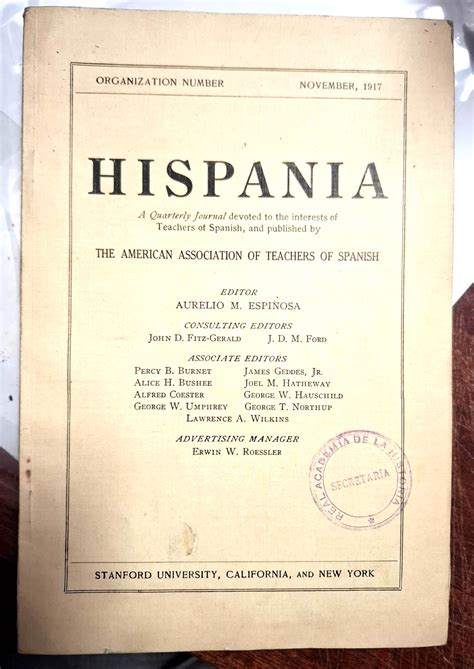 ORGANIZATION NUMBER NOVEMBER, 1917
HISPANIA
A Quarterly Journal devoted to the interests of
Teachers of Spanish, and published by
THE AMERICAN ASSOCIATION OF TEACHERS OF SPANISH
EDITOR
AURELIO M. ESPINOSA
CONSULTING EDITORS
JOHN D. FITZ-GERALD J. D. M. FORD
ASSOCIATE EDITORS
PERCY B. BURNET JAMES GEDDES, JR.
ALICE H. BUSHEE JOEL M. HATHEWAY
ALFRED COESTER GEORGE W. HAUSCHILD
GEORGE W. UMPHREY GEORGE T. NORTHUP
LAWRENCE A. WILKINS
ADVERTISING MANAGER
ERWIN W. ROESSLER
REAL ACADEMIA DE LA HISTORIA
SECRETARÍA
STANFORD UNIVERSITY, CALIFORNIA, AND NEW YORK